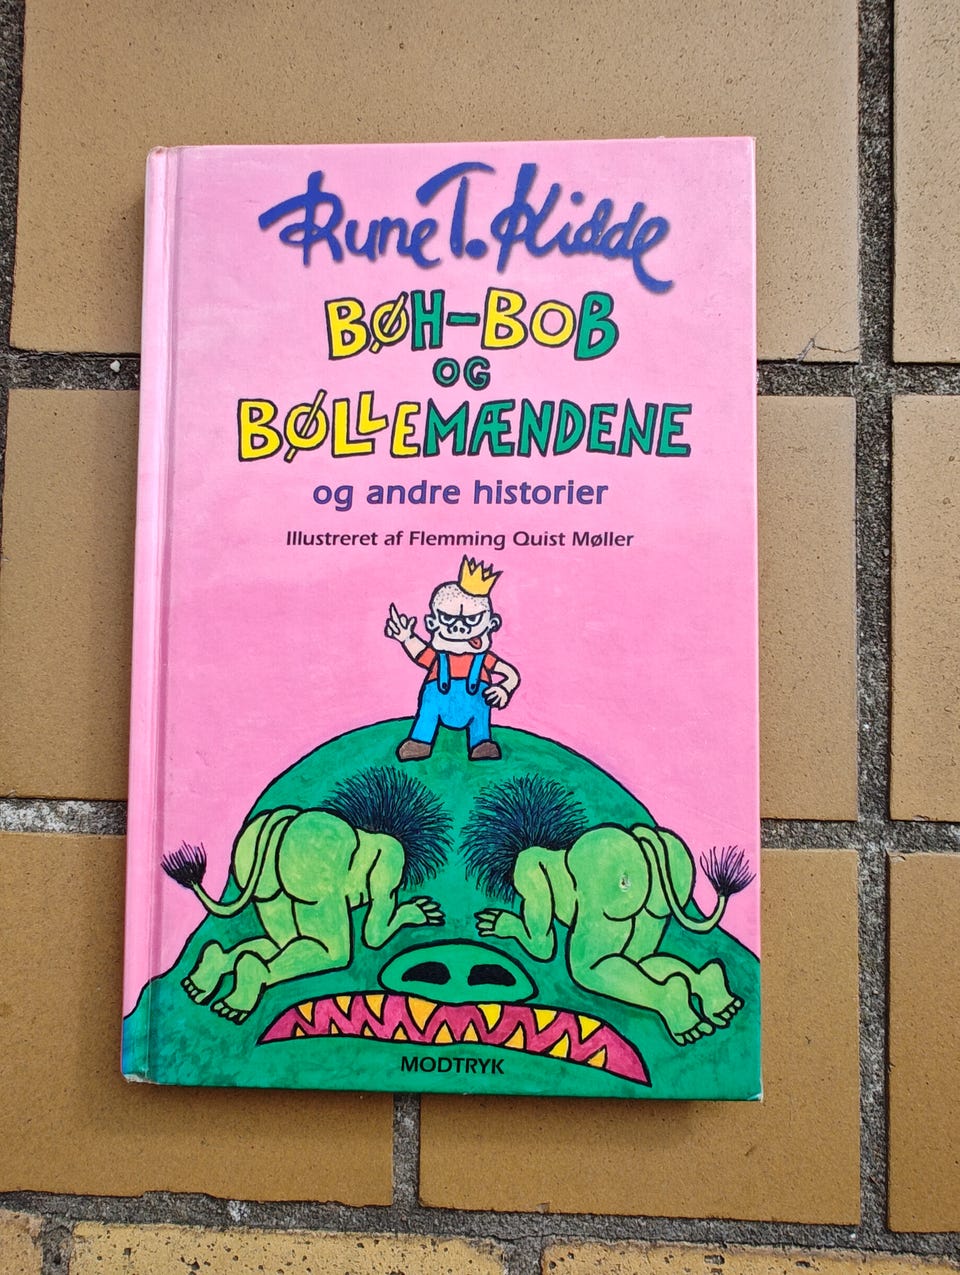 Rune T. Kidde
BØH-BOB
OG
BØLLEMÆNDENE
og andre historier
Illustreret af Flemming Quist Møller
MODTRYK